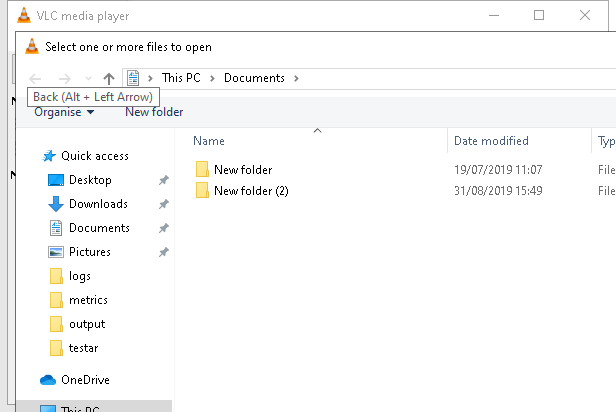 VLC media player
Select one or more files to open
This PC > Documents >
Back (Alt + Left Arrow)
Organise New folder
Name Date modified Typ
Quick access
New folder 19/07/2019 11:07 File
Desktop
New folder (2) 31/08/2019 15:49 File
Downloads
Documents
Pictures
logs
metrics
output
testar
OneDrive
This PC